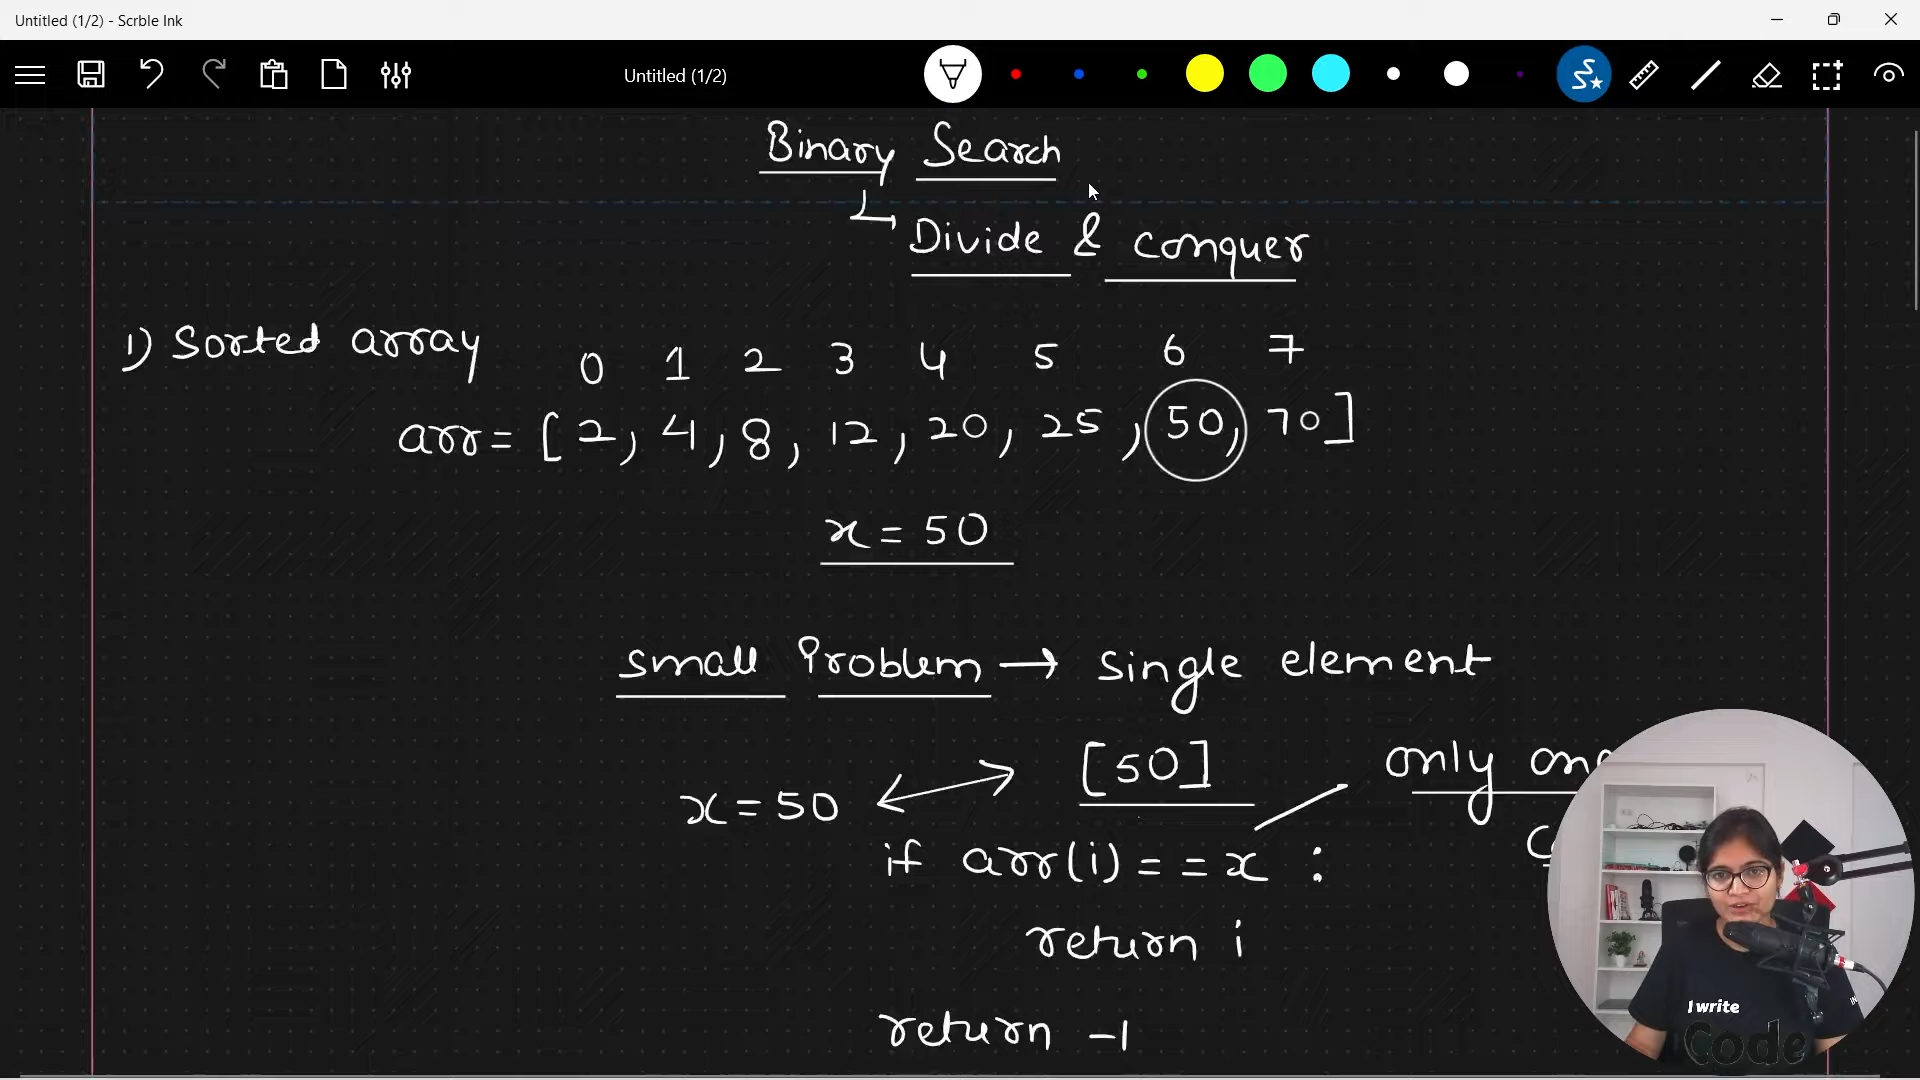 Untitled (1/2) - Scrble Ink
Untitled (1/2)
Binary Search
Divide & conquer
1) Sorted array
0 1 2 3 4 5 6 7
arr= [2, 4, 8, 12, 20, 25, 50, 70]
x = 50
small Problem → single element
[50] only one
x = 50
if arr(i) = = x :
return i
return -1
I write
Code